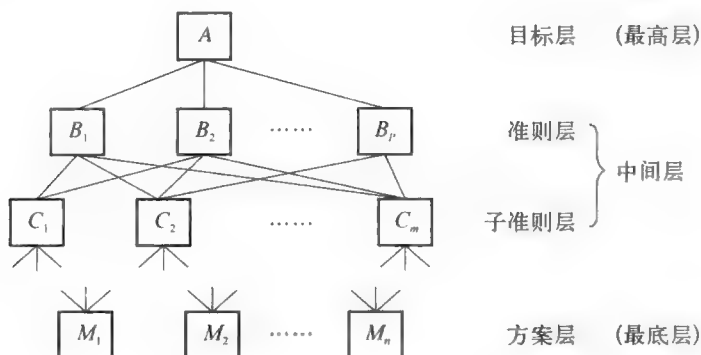 A 目标层 (最高层)
B₁ B₂ …… Bₚ 准则层
中间层
C₁ C₂ …… Cₘ 子准则层
M₁ M₂ …… Mₙ 方案层 (最底层)